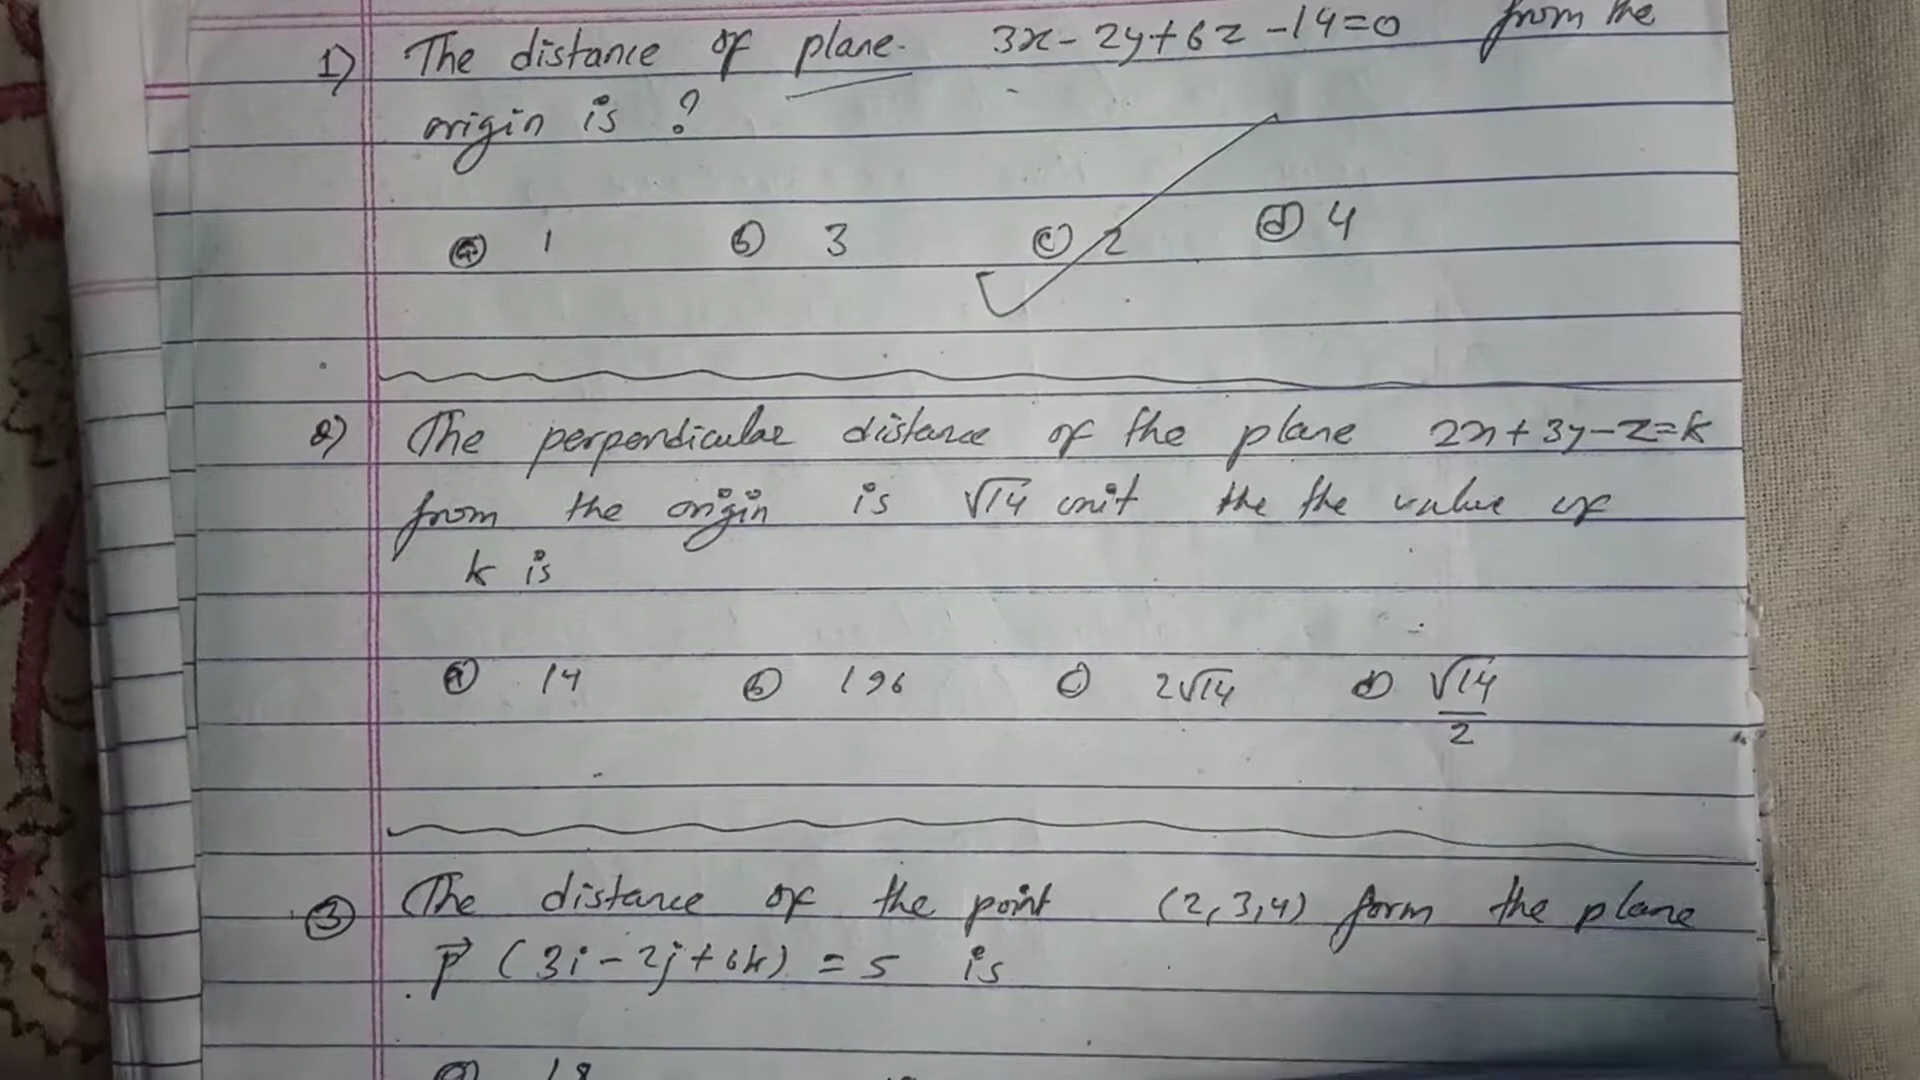 1) The distance of plane. 3x - 2y + 6z - 14 = 0 from the
origin is ?
(a) 1 (b) 3 (c) 2 (d) 4
2) The perpendicular distance of the plane 2x + 3y - z = k
from the origin is √14 unit the the value of
k is
(a) 14 (b) 196 (c) 2√14 (d) √14/2
(3) The distance of the point (2,3,4) form the plane
r⃗ (3i - 2j + 6k) = 5 is
(a) 18